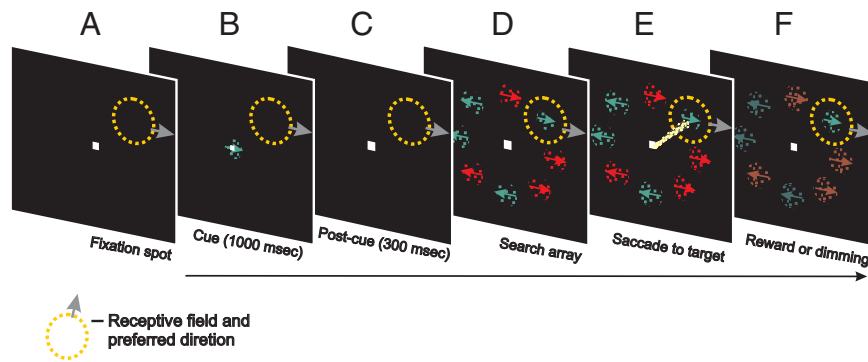 A B C D E F
Fixation spot
Cue (1000 msec)
Post-cue (300 msec)
Search array
Saccade to target
Reward or dimming
Receptive field and
preferred diretion